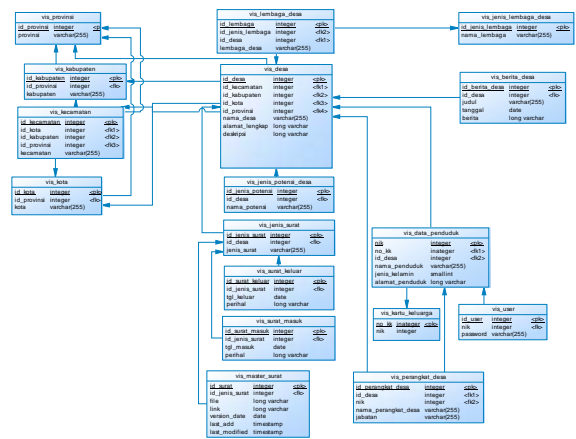 vis_provinsi
id_provinsi integer <pk>
provinsi varchar(255)
vis_lembaga_desa
id_lembaga integer <pk>
id_jenis_lembaga integer <fk2>
id_desa integer <fk1>
lembaga_desa varchar(255)
vis_jenis_lembaga_desa
id_jenis_lembaga integer <pk>
nama_lembaga varchar(255)
vis_kabupaten
id_kabupaten integer <pk>
id_provinsi integer <fk>
kabupaten varchar(255)
vis_desa
id_desa integer <pk>
id_kecamatan integer <fk1>
id_kabupaten integer <fk2>
id_kota integer <fk3>
id_provinsi integer <fk4>
nama_desa varchar(255)
alamat_lengkap long varchar
deskripsi long varchar
vis_berita_desa
id_berita_desa integer <pk>
id_desa integer <fk>
judul varchar(255)
tanggal date
berita long varchar
vis_kecamatan
id_kecamatan integer <pk>
id_kota integer <fk1>
id_kabupaten integer <fk2>
id_provinsi integer <fk3>
kecamatan varchar(255)
vis_kota
id_kota integer <pk>
id_provinsi integer <fk>
kota varchar(255)
vis_jenis_potensi_desa
id_jenis_potensi integer <pk>
id_desa integer <fk>
nama_potensi varchar(255)
vis_jenis_surat
id_jenis_surat integer <pk>
id_desa integer <fk>
jenis_surat varchar(255)
vis_data_penduduk
nik integer <pk>
no_kk inateger <fk1>
id_desa integer <fk2>
nama_penduduk varchar(255)
jenis_kelamin smallint
alamat_penduduk long varchar
vis_surat_keluar
id_surat_keluar integer <pk>
id_jenis_surat integer <fk>
tgl_keluar date
perihal long varchar
vis_kartu_keluarga
no_kk inateger <pk>
nik integer
vis_user
id_user integer <pk>
nik integer <fk>
password varchar(255)
vis_surat_masuk
id_surat_masuk integer <pk>
id_jenis_surat integer <fk>
tgl_masuk date
perihal long varchar
vis_master_surat
id_surat integer <pk>
id_jenis_surat integer <fk>
file long varchar
link long varchar
version_date date
last_add timestamp
last_modified timestamp
vis_perangkat_desa
id_perangkat_desa integer <pk>
id_desa integer <fk1>
nik integer <fk2>
nama_perangkat_desa varchar(255)
jabatan varchar(255)